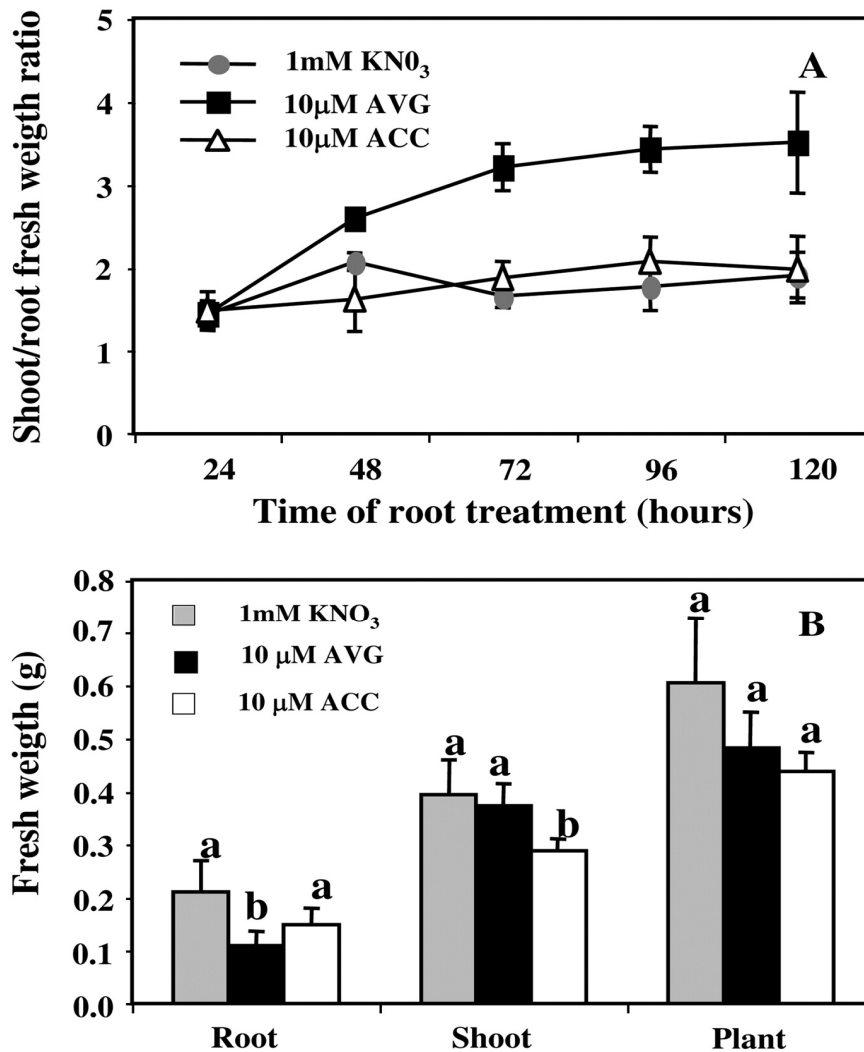 Shoot/root fresh weigth ratio
5
4
3
2
1
0
1mM KN0₃
10µM AVG
10µM ACC
A
24 48 72 96 120
Time of root treatment (hours)
Fresh weigth (g)
0.8
0.7
0.6
0.5
0.4
0.3
0.2
0.1
0.0
1mM KNO₃
10 µM AVG
10 µM ACC
B
a b a
a a b
a a a
Root Shoot Plant